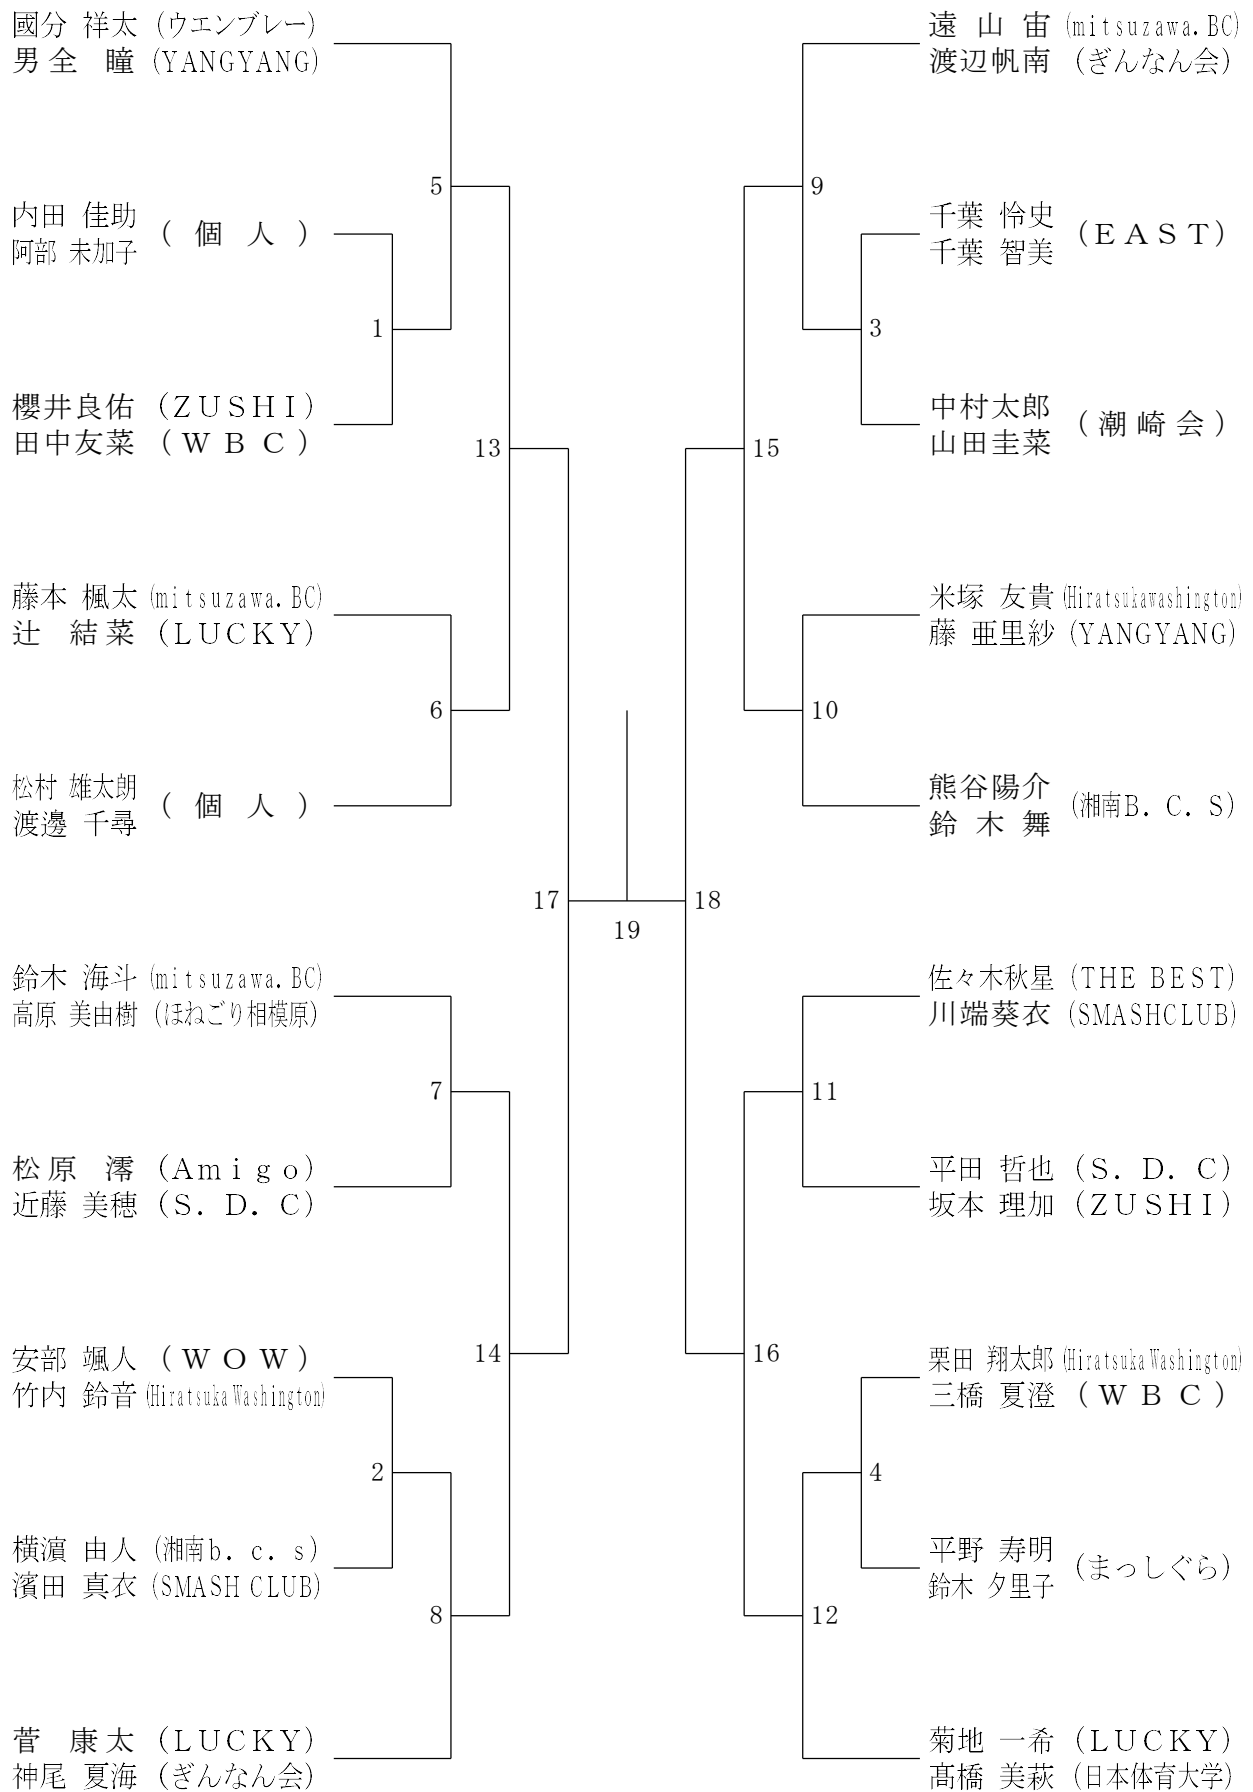 國分 祥太 (ウエンブレー)
男全 瞳 (YANGYANG)
5
内田 佳助
阿部 未加子
(個人)
1
櫻井良佑 (ZUSHI)
田中友菜 (WBC)
13
藤本 楓太 (mitsuzawa.BC)
辻 結菜 (LUCKY)
6
松村 雄太朗
渡邊 千尋
(個人)
17
鈴木 海斗 (mitsuzawa.BC)
高原 美由樹 (ほねごり相模原)
7
松原 澪 (Amigo)
近藤 美穂 (S.D.C)
14
安部 颯人 (WOW)
竹内 鈴音 (Hiratsuka Washington)
2
横濵 由人 (湘南b.c.s)
濱田 真衣 (SMASH CLUB)
8
菅 康太 (LUCKY)
神尾 夏海 (ぎんなん会)
19
遠山宙 (mitsuzawa.BC)
渡辺帆南 (ぎんなん会)
9
千葉 怜史
千葉 智美
(EAST)
3
中村太郎
山田圭菜
(潮崎会)
15
米塚 友貴 (Hiratsukawashington)
藤 亜里紗 (YANGYANG)
10
熊谷陽介
鈴木舞
(湘南B.C.S)
18
佐々木秋星 (THE BEST)
川端葵衣 (SMASHCLUB)
11
平田 哲也 (S.D.C)
坂本 理加 (ZUSHI)
16
栗田 翔太郎 (Hiratsuka Washington)
三橋 夏澄 (WBC)
4
平野 寿明
鈴木 夕里子
(まっしぐら)
12
菊地 一希 (LUCKY)
髙橋 美萩 (日本体育大学)